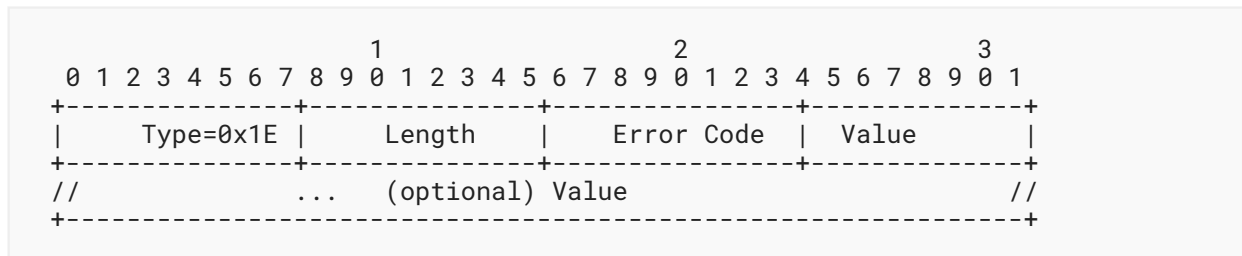 1                   2                   3
 0 1 2 3 4 5 6 7 8 9 0 1 2 3 4 5 6 7 8 9 0 1 2 3 4 5 6 7 8 9 0 1
+---------------+---------------+----------------+--------------+
|     Type=0x1E |     Length    |    Error Code  |  Value       |
+---------------+---------------+----------------+--------------+
//              ...   (optional) Value                         //
+---------------------------------------------------------------+